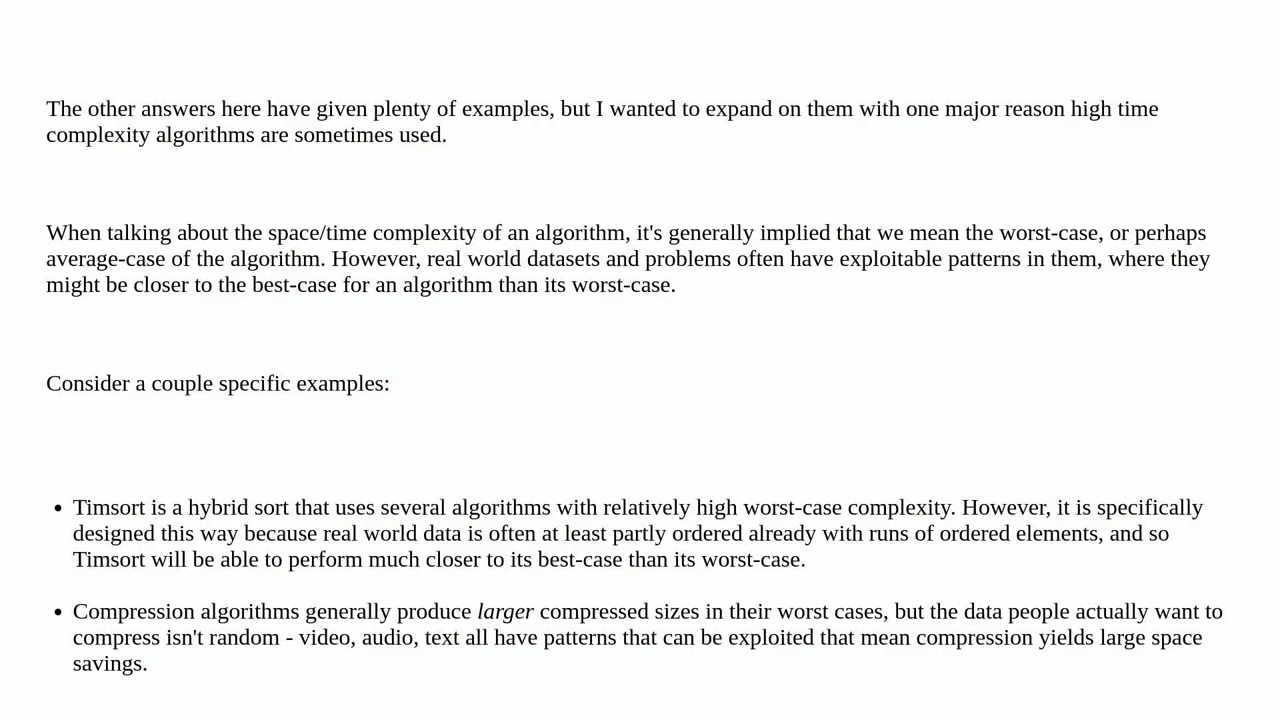 The other answers here have given plenty of examples, but I wanted to expand on them with one major reason high time
complexity algorithms are sometimes used.
When talking about the space/time complexity of an algorithm, it's generally implied that we mean the worst-case, or perhaps
average-case of the algorithm. However, real world datasets and problems often have exploitable patterns in them, where they
might be closer to the best-case for an algorithm than its worst-case.
Consider a couple specific examples:
• Timsort is a hybrid sort that uses several algorithms with relatively high worst-case complexity. However, it is specifically
designed this way because real world data is often at least partly ordered already with runs of ordered elements, and so
Timsort will be able to perform much closer to its best-case than its worst-case.
• Compression algorithms generally produce larger compressed sizes in their worst cases, but the data people actually want to
compress isn't random - video, audio, text all have patterns that can be exploited that mean compression yields large space
savings.